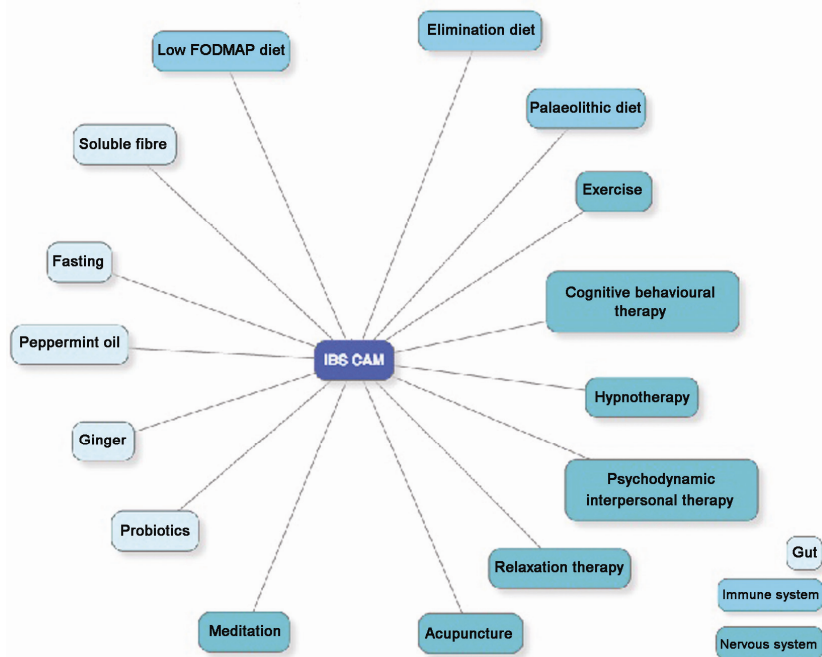 Elimination diet
Low FODMAP diet
Palaeolithic diet
Soluble fibre
Exercise
Fasting
Cognitive behavioural
therapy
Peppermint oil
IBS CAM
Hypnotherapy
Ginger
Psychodynamic
interpersonal therapy
Probiotics
Relaxation therapy
Meditation
Acupuncture
Gut
Immune system
Nervous system